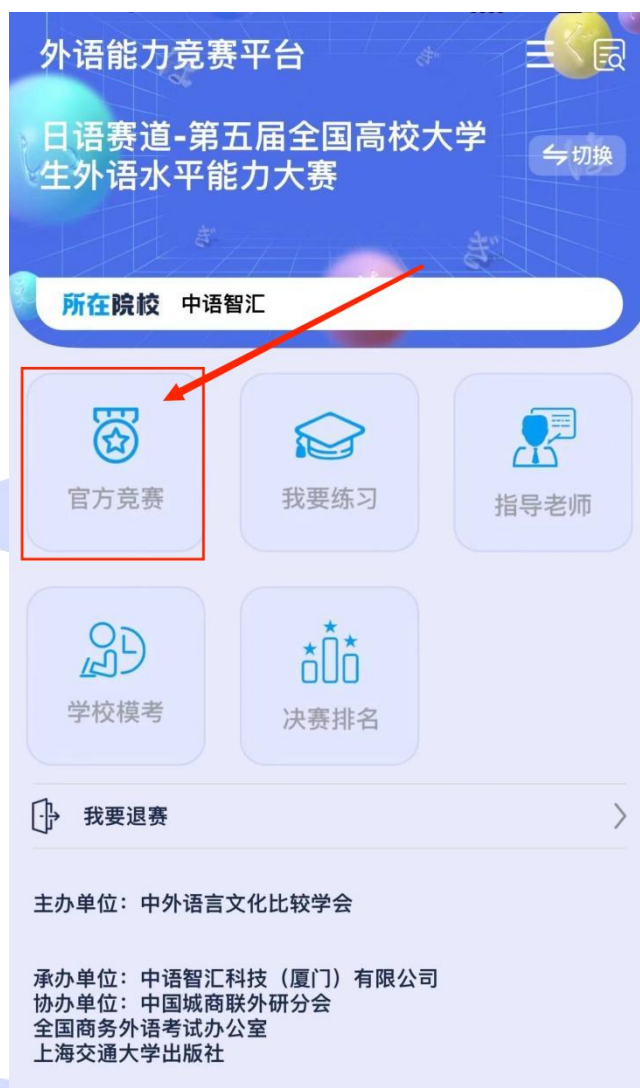 外语能力竞赛平台
日语赛道-第五届全国高校大学
生外语水平能力大赛
切换
所在院校 中语智汇
官方竞赛
我要练习
指导老师
学校模考
决赛排名
我要退赛
主办单位：中外语言文化比较学会
承办单位：中语智汇科技（厦门）有限公司
协办单位：中国城商联外研分会
全国商务外语考试办公室
上海交通大学出版社